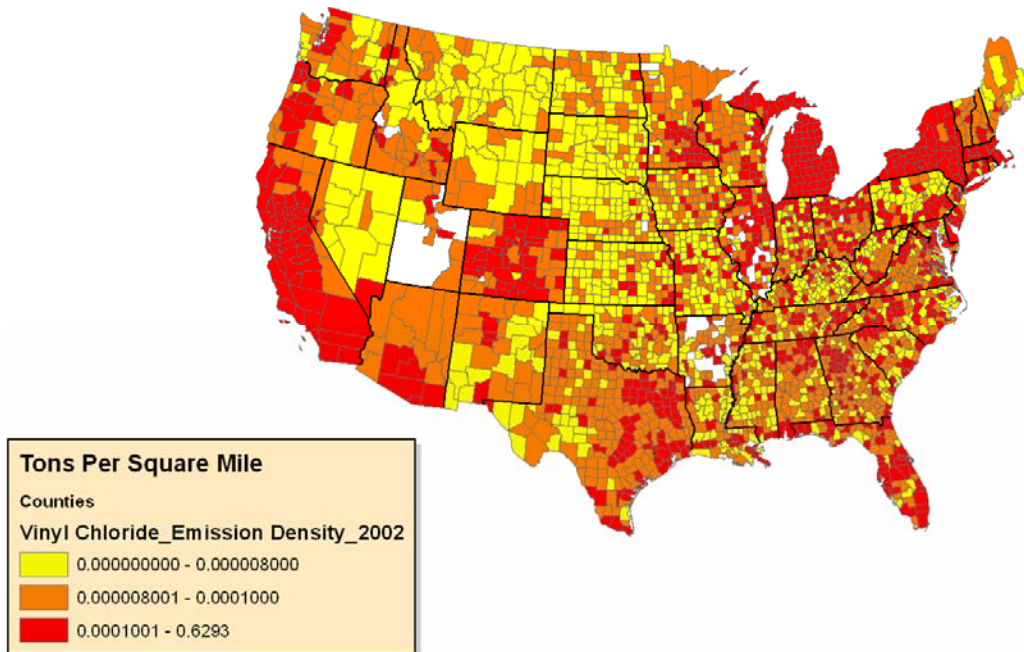 Tons Per Square Mile
Counties
Vinyl Chloride_Emission Density_2002
0.000000000 - 0.000008000
0.000008001 - 0.0001000
0.0001001 - 0.6293